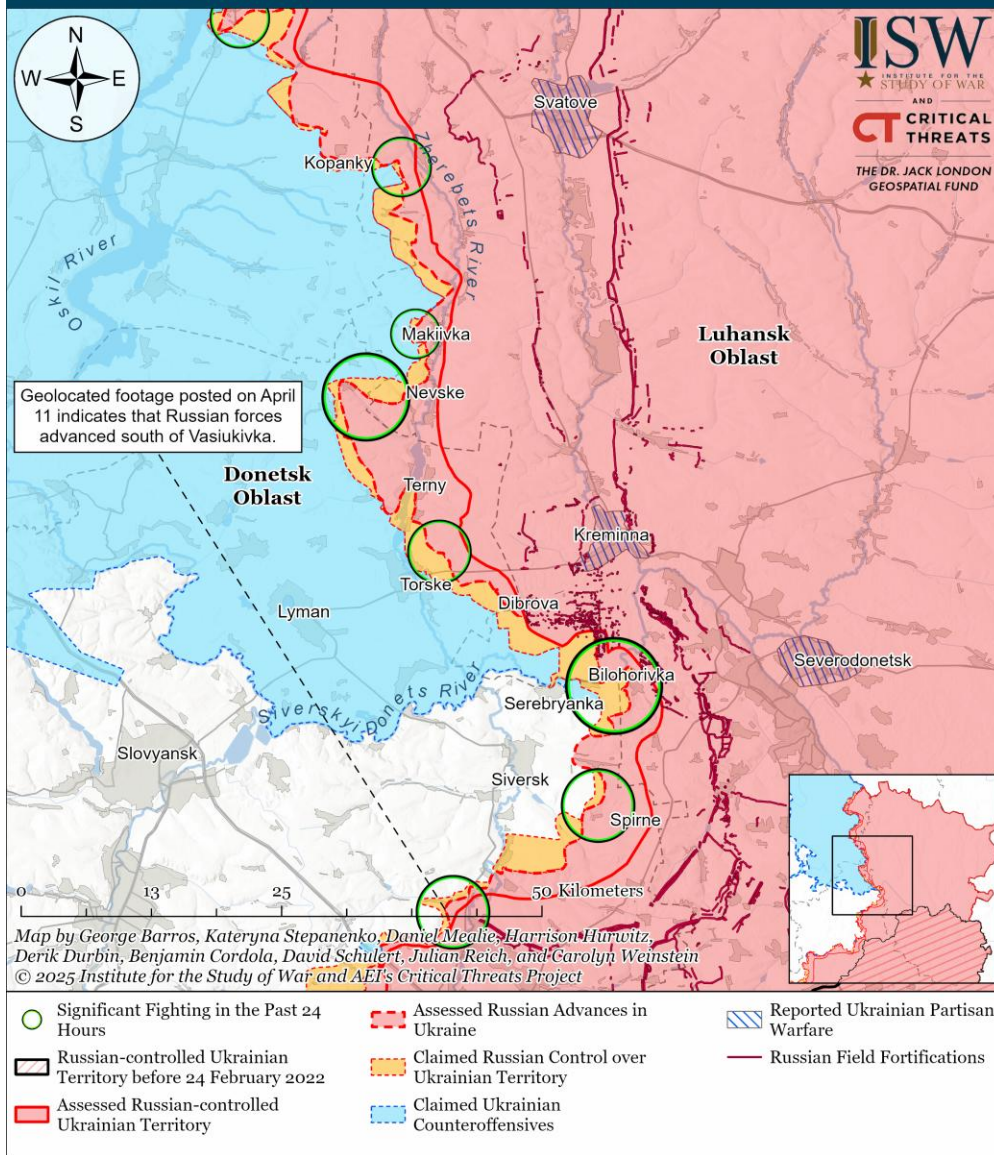 N
W
E
S
ISW
INSTITUTE FOR THE
STUDY OF WAR
AND
CT CRITICAL
THREATS
THE DR. JACK LONDON
GEOSPATIAL FUND
Svatove
Kopanky
Zherebets River
Oskil River
Makiivka
Luhansk
Oblast
Nevske
Geolocated footage posted on April
11 indicates that Russian forces
advanced south of Vasiukivka.
Donetsk
Oblast
Terny
Kreminna
Torske
Dibrova
Lyman
Severodonetsk
Bilohorivka
Serebryanka
Siverskyi Donets River
Slovyansk
Siversk
Spirne
0 13 25 50 Kilometers
Map by George Barros, Kateryna Stepanenko, Daniel Mealie, Harrison Hurwitz,
Derik Durbin, Benjamin Cordola, David Schulert, Julian Reich, and Carolyn Weinstein
© 2025 Institute for the Study of War and AEI's Critical Threats Project
Significant Fighting in the Past 24
Hours
Russian-controlled Ukrainian
Territory before 24 February 2022
Assessed Russian-controlled
Ukrainian Territory
Assessed Russian Advances in
Ukraine
Claimed Russian Control over
Ukrainian Territory
Claimed Ukrainian
Counteroffensives
Reported Ukrainian Partisan
Warfare
Russian Field Fortifications